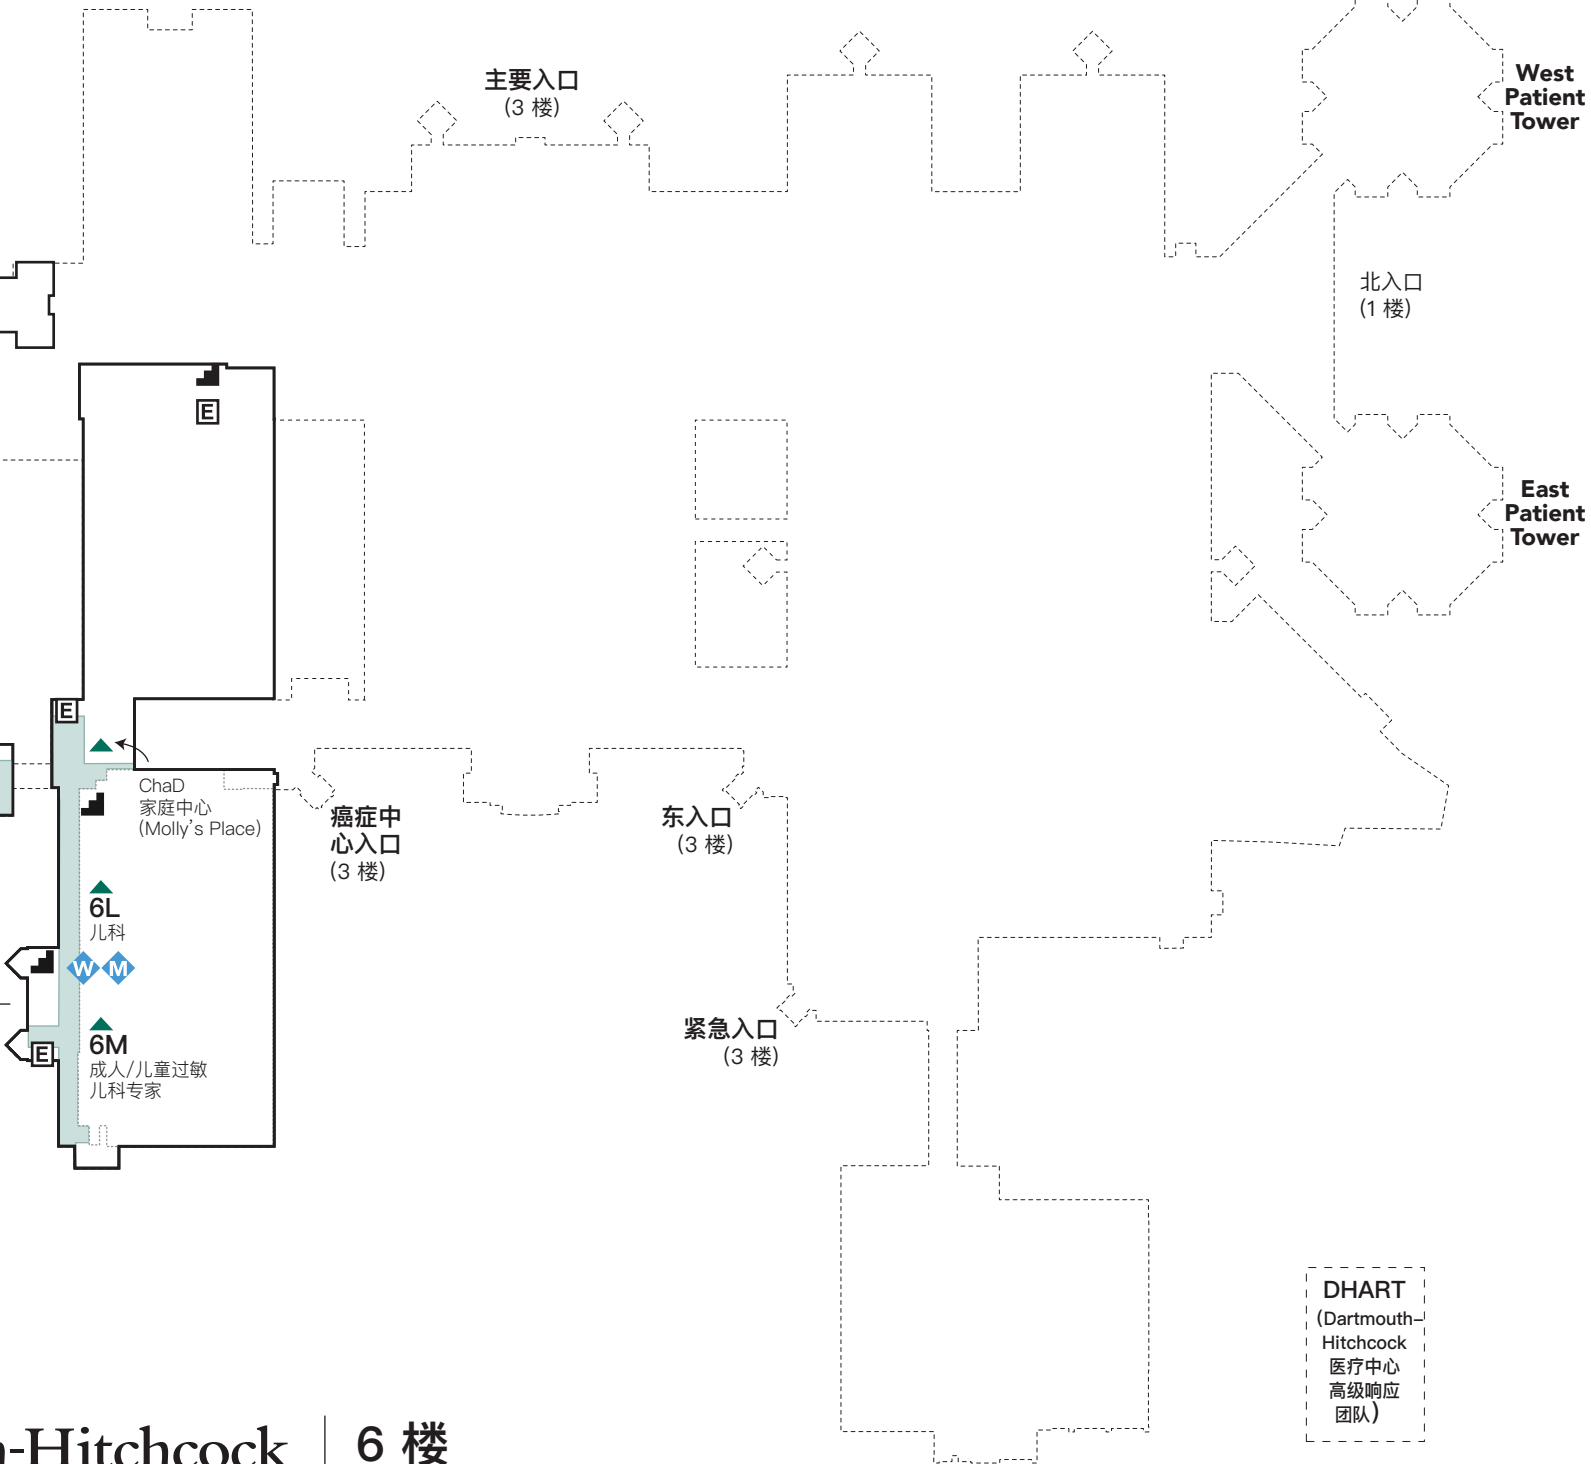 主要入口
(3 楼)
West
Patient
Tower
北入口
(1 楼)
E
East
Patient
Tower
E
ChaD
家庭中心
(Molly's Place)
癌症中
心入口
(3 楼)
东入口
(3 楼)
6L
儿科
W M
紧急入口
(3 楼)
6M
E
成人/儿童过敏
儿科专家
DHART
(Dartmouth–
Hitchcock
医疗中心
高级响应
团队)
-Hitchcock
6 楼